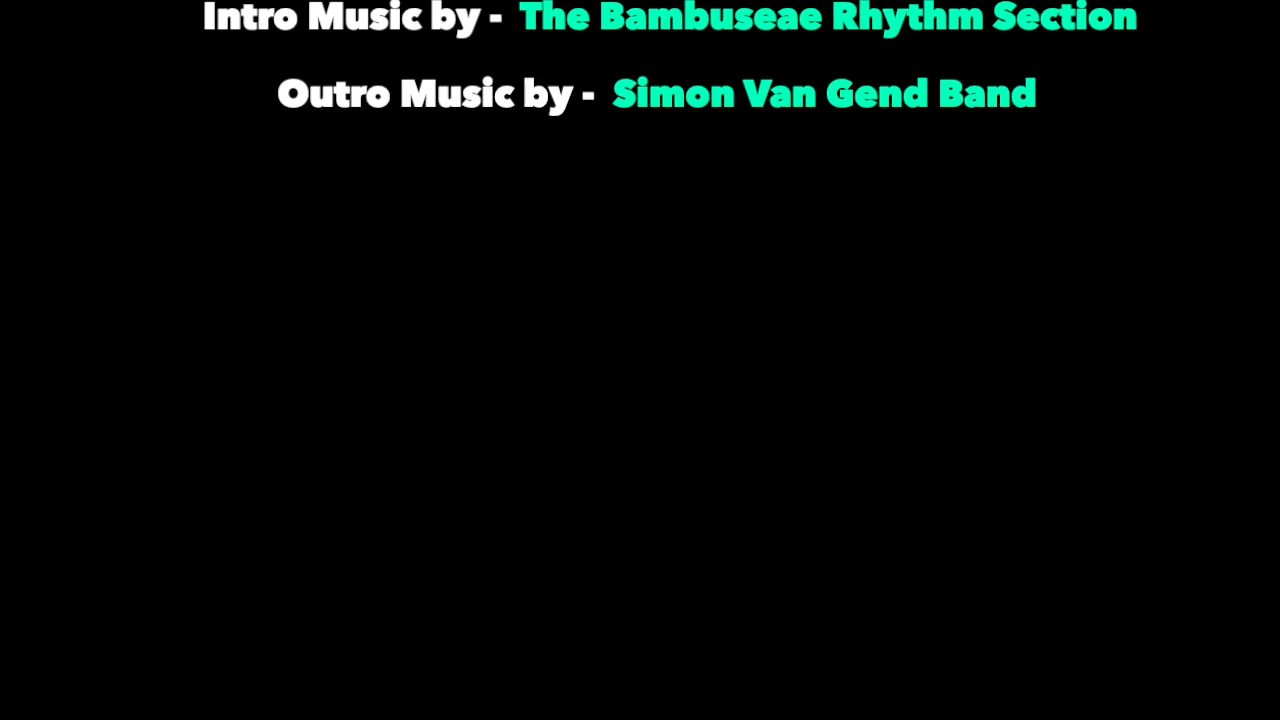 Intro Music by - The Bambuseae Rhythm Section
Outro Music by - Simon Van Gend Band